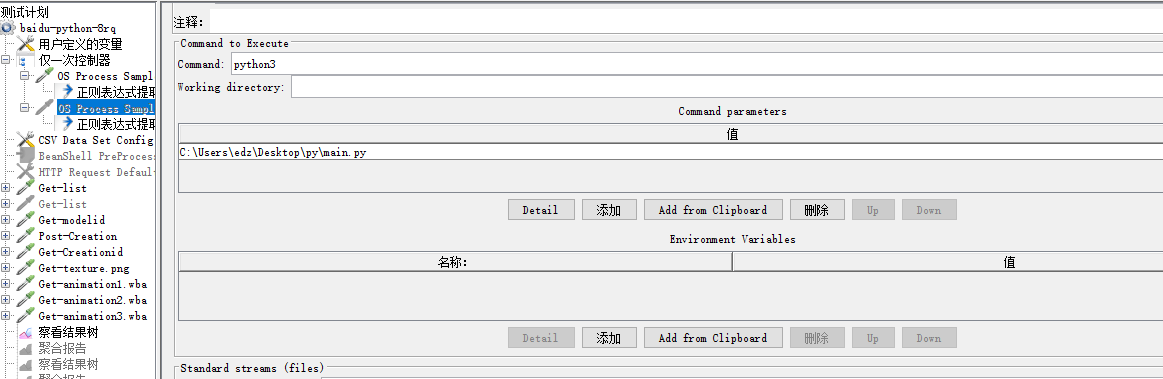 测试计划
baidu-python-8rq
用户定义的变量
仅一次控制器
OS Process Sampl
正则表达式提取
OS Process Sampl
正则表达式提取
CSV Data Set Config
BeanShell PreProcess
HTTP Request Defaul
Get-list
Get-list
Get-modelid
Post-Creation
Get-Creationid
Get-texture.png
Get-animation1.wba
Get-animation2.wba
Get-animation3.wba
察看结果树
聚合报告
察看结果树
聚合报告
注释:
Command to Execute
Command: python3
Working directory:
Command parameters
值
C:\Users\edz\Desktop\py\main.py
Detail 添加 Add from Clipboard 删除 Up Down
Environment Variables
名称: 值
Detail 添加 Add from Clipboard 删除 Up Down
Standard streams (files)